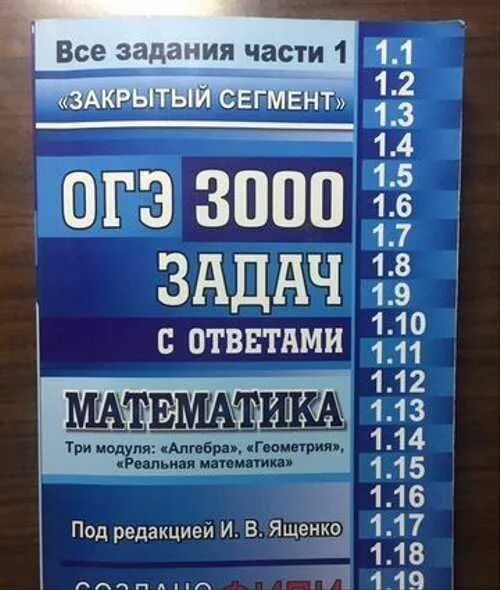 Все задания части 1
«ЗАКРЫТЫЙ СЕГМЕНТ»
ОГЭ 3000
ЗАДАЧ
С ОТВЕТАМИ
МАТЕМАТИКА
Три модуля: «Алгебра», «Геометрия»,
«Реальная математика»
Под редакцией И. В. Ященко
СОЗДАНО ФИПИ
1.1
1.2
1.3
1.4
1.5
1.6
1.7
1.8
1.9
1.10
1.11
1.12
1.13
1.14
1.15
1.16
1.17
1.18
1.19